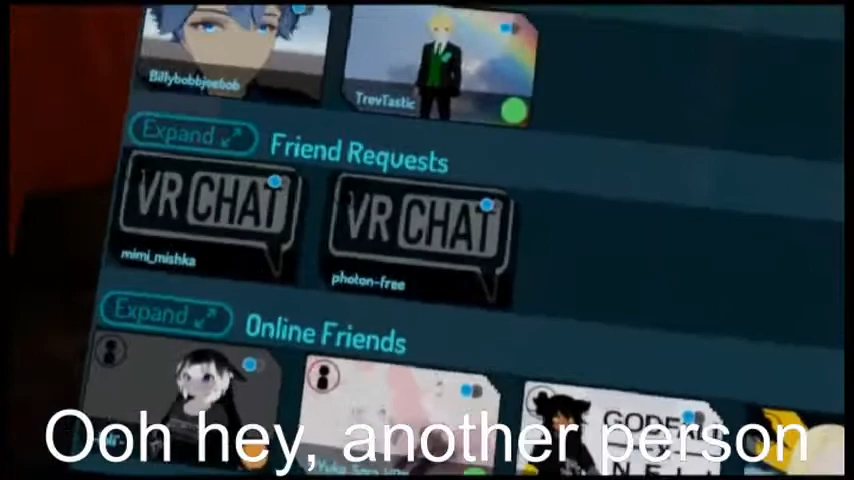 Billybobbjoebob
TrevTastic
Expand
Friend Requests
VR CHAT
VR CHAT
mimi_mishka
photon-free
Expand
Online Friends
Ooh hey, another person